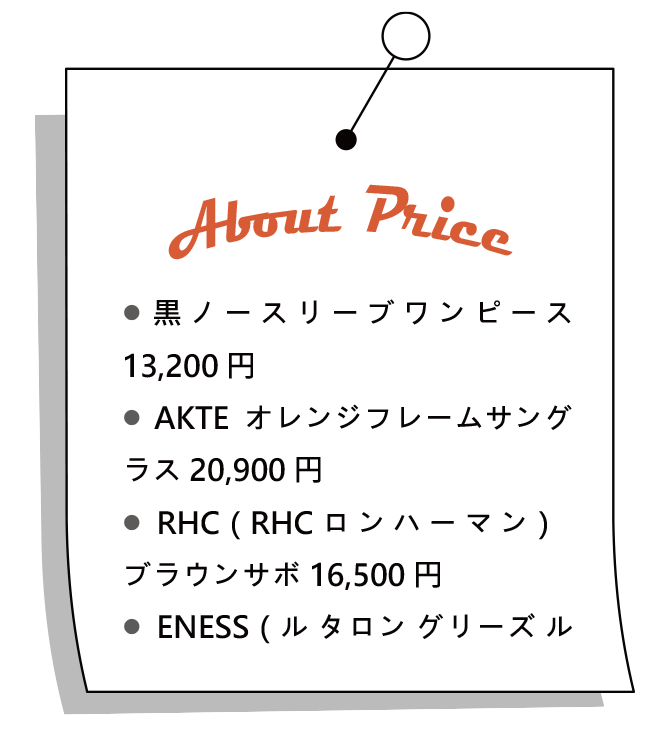 About Price
● 黒ノースリーブワンピース
13,200 円
● AKTE オレンジフレームサング
ラス 20,900 円
● RHC ( RHC ロンハーマン )
ブラウンサボ 16,500 円
● ENESS ( ル タロン グリーズ ル